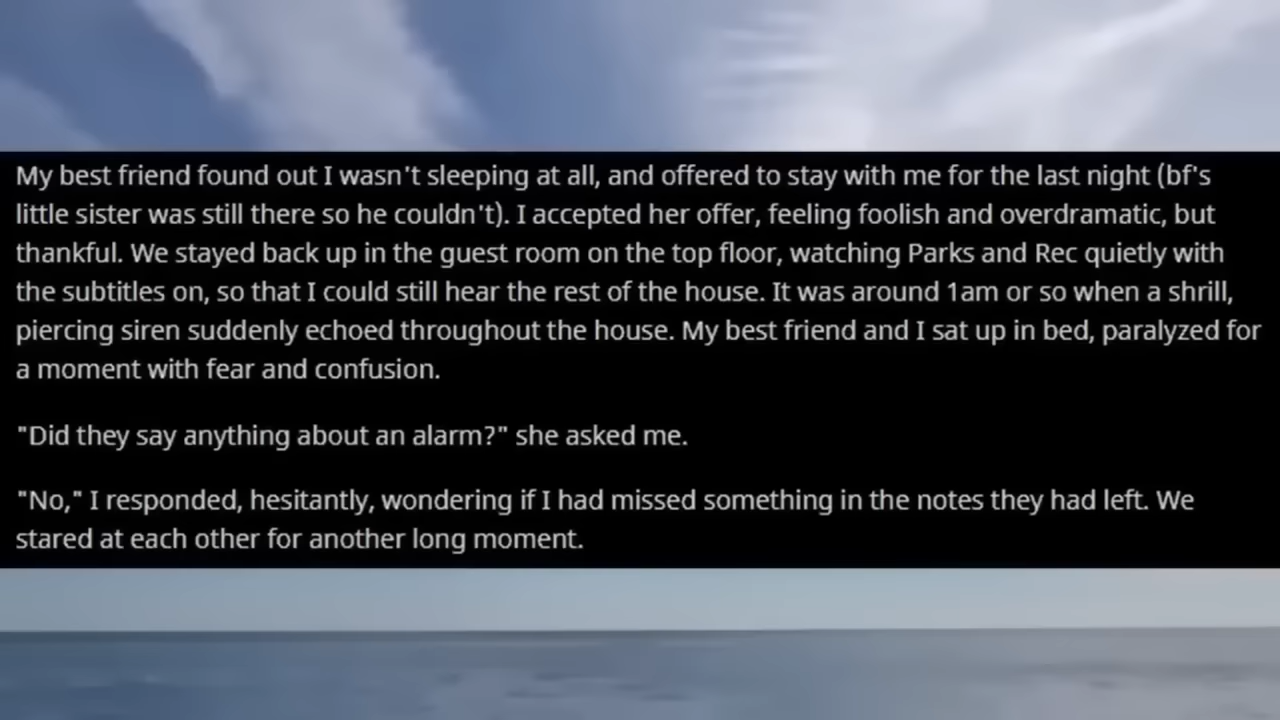 My best friend found out I wasn't sleeping at all, and offered to stay with me for the last night (bf's
little sister was still there so he couldn't). I accepted her offer, feeling foolish and overdramatic, but
thankful. We stayed back up in the guest room on the top floor, watching Parks and Rec quietly with
the subtitles on, so that I could still hear the rest of the house. It was around 1am or so when a shrill,
piercing siren suddenly echoed throughout the house. My best friend and I sat up in bed, paralyzed for
a moment with fear and confusion.
"Did they say anything about an alarm?" she asked me.
"No," I responded, hesitantly, wondering if I had missed something in the notes they had left. We
stared at each other for another long moment.